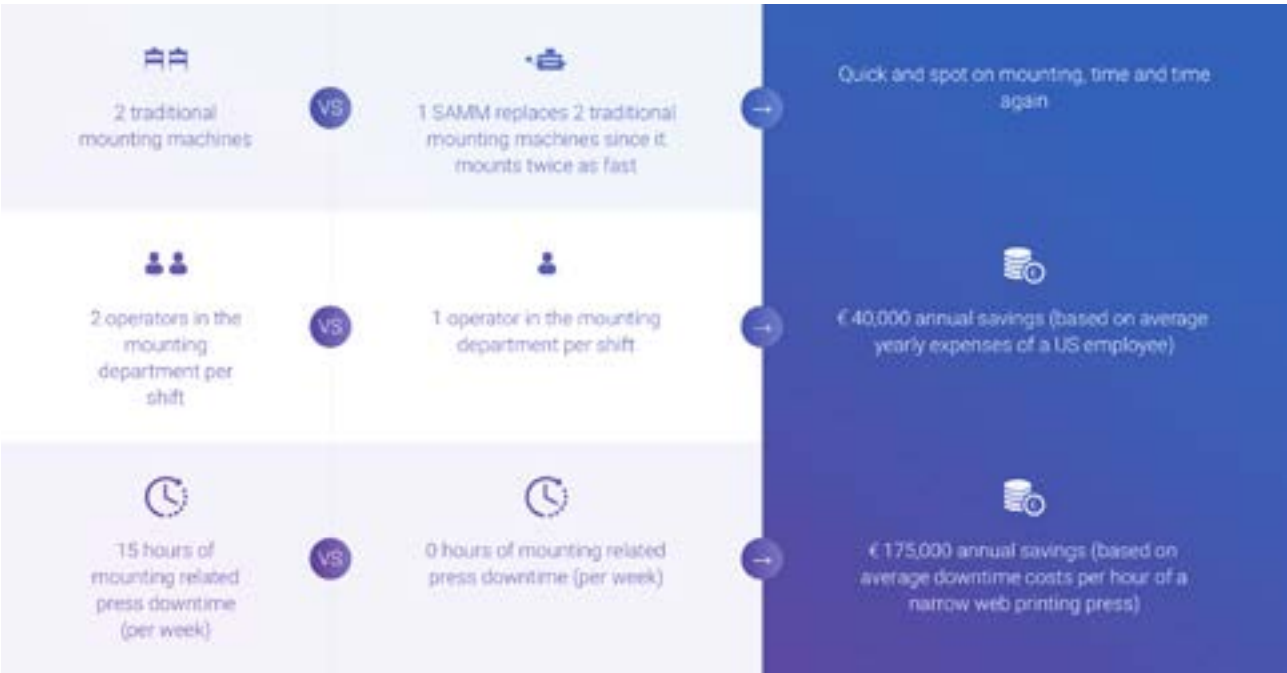 2 traditional
mounting machines
VS
1 SAMM replaces 2 traditional
mounting machines since it
mounts twice as fast
→
Quick and spot on mounting, time and time
again
2 operators in the
mounting
department per
shift
VS
1 operator in the mounting
department per shift
→
€ 40,000 annual savings (based on average
yearly expenses of a US employee)
15 hours of
mounting related
press downtime
(per week)
VS
0 hours of mounting related
press downtime (per week)
→
€ 175,000 annual savings (based on
average downtime costs per hour of a
narrow web printing press)